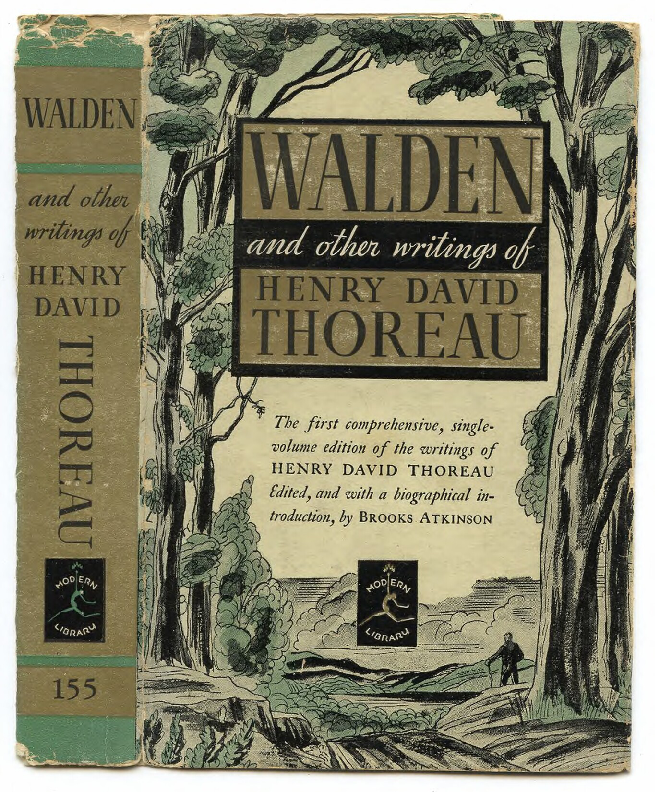 WALDEN
and other
writings of
HENRY
DAVID
THOREAU
MODERN
LIBRARY
155
WALDEN
and other writings of
HENRY DAVID
THOREAU
The first comprehensive, single-
volume edition of the writings of
HENRY DAVID THOREAU
Edited, and with a biographical in-
troduction, by BROOKS ATKINSON
MODERN
LIBRARY